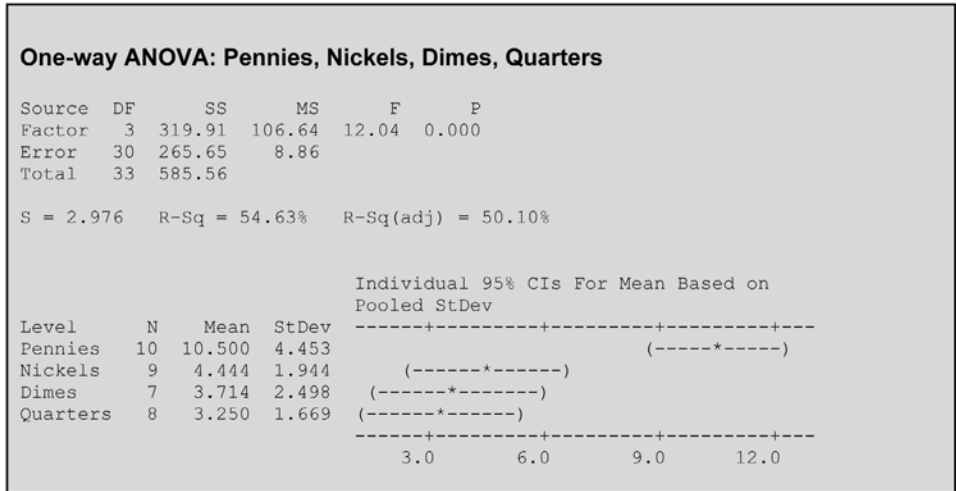 One-way ANOVA: Pennies, Nickels, Dimes, Quarters
Source  DF      SS      MS      F      P
Factor   3  319.91  106.64  12.04  0.000
Error   30  265.65    8.86
Total   33  585.56
S = 2.976   R-Sq = 54.63%   R-Sq(adj) = 50.10%
                              Individual 95% CIs For Mean Based on
                              Pooled StDev
Level      N    Mean  StDev  ------+---------+---------+---------+---
Pennies   10  10.500  4.453                            (-----*-----)
Nickels    9   4.444  1.944      (------*------)
Dimes      7   3.714  2.498   (------*-------)
Quarters   8   3.250  1.669  (------*------)
                             ------+---------+---------+---------+---
                                 3.0       6.0       9.0      12.0